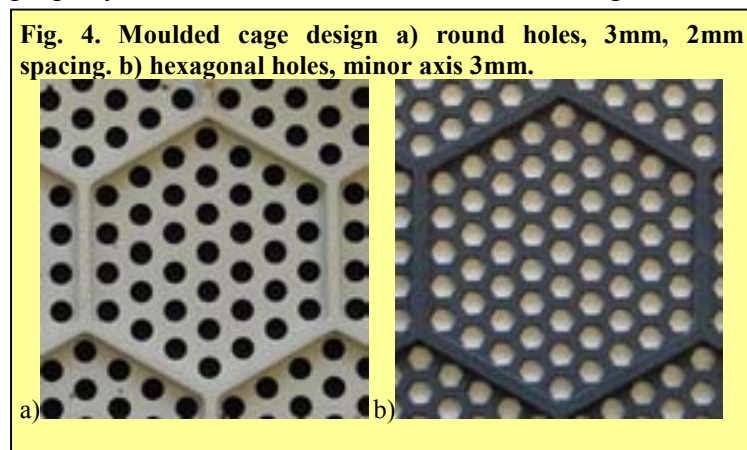 Fig. 4. Moulded cage design a) round holes, 3mm, 2mm
spacing. b) hexagonal holes, minor axis 3mm.
a) b)